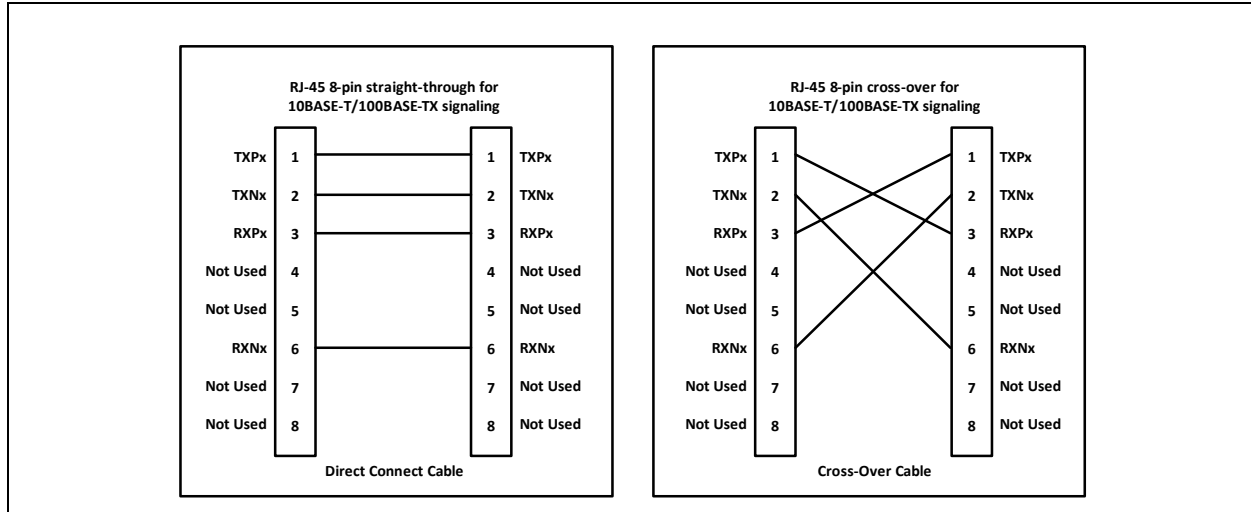 RJ-45 8-pin straight-through for
10BASE-T/100BASE-TX signaling
TXPx 1 1 TXPx
TXNx 2 2 TXNx
RXPx 3 3 RXPx
Not Used 4 4 Not Used
Not Used 5 5 Not Used
RXNx 6 6 RXNx
Not Used 7 7 Not Used
Not Used 8 8 Not Used
Direct Connect Cable
RJ-45 8-pin cross-over for
10BASE-T/100BASE-TX signaling
TXPx 1 1 TXPx
TXNx 2 2 TXNx
RXPx 3 3 RXPx
Not Used 4 4 Not Used
Not Used 5 5 Not Used
RXNx 6 6 RXNx
Not Used 7 7 Not Used
Not Used 8 8 Not Used
Cross-Over Cable